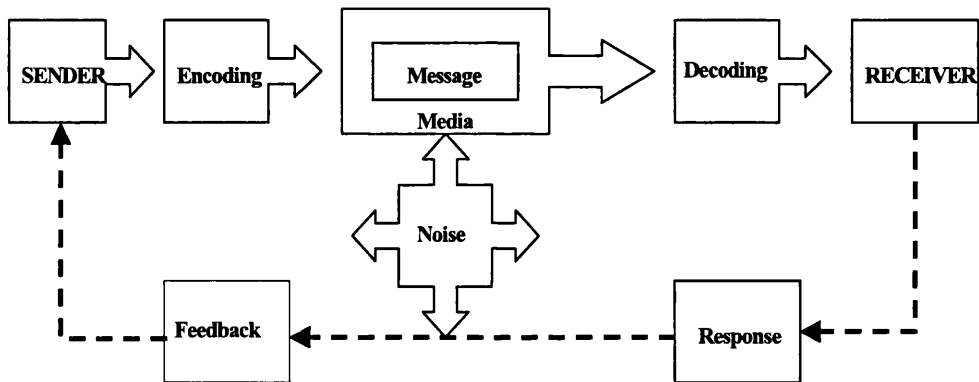 SENDER
Encoding
Message
Media
Decoding
RECEIVER
Noise
Feedback
Response